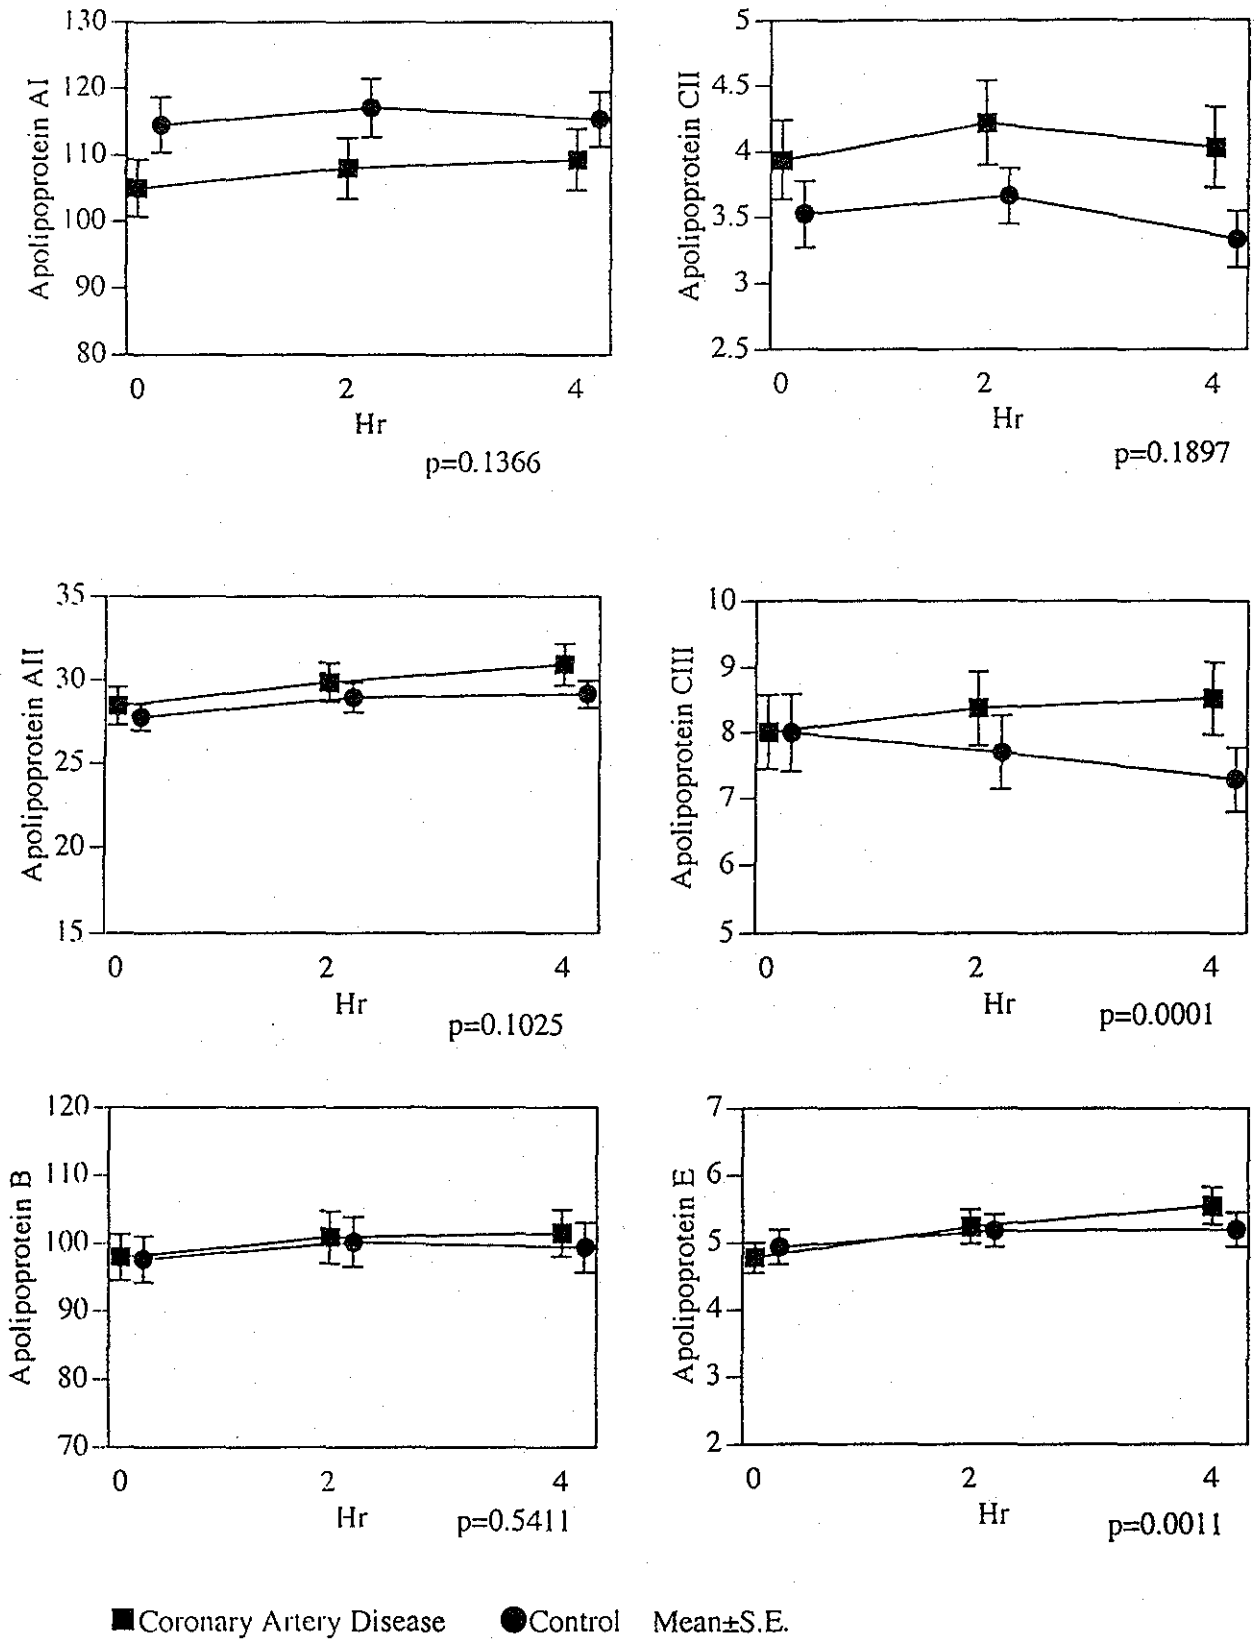 130
120
110
100
90
80
Apolipoprotein AI
0 2 4
Hr
p=0.1366
5
4.5
4
3.5
3
2.5
Apolipoprotein CII
0 2 4
Hr
p=0.1897
35
30
25
20
15
Apolipoprotein AII
0 2 4
Hr
p=0.1025
10
9
8
7
6
5
Apolipoprotein CIII
0 2 4
Hr
p=0.0001
120
110
100
90
80
70
Apolipoprotein B
0 2 4
Hr
p=0.5411
7
6
5
4
3
2
Apolipoprotein E
0 2 4
Hr
p=0.0011
Coronary Artery Disease Control Mean±S.E.